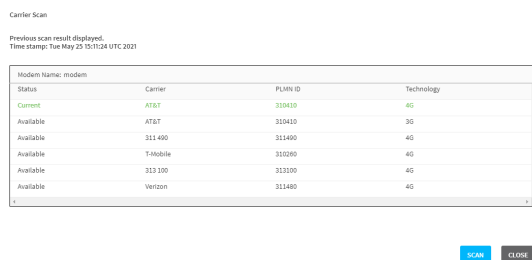 Carrier Scan
Previous scan result displayed.
Time stamp: Tue May 25 15:11:24 UTC 2021
Modem Name: modem
Status Carrier PLMN ID Technology
Current AT&T 310410 4G
Available AT&T 310410 3G
Available 311 490 311490 4G
Available T-Mobile 310260 4G
Available 313 100 313100 4G
Available Verizon 311480 4G
SCAN CLOSE